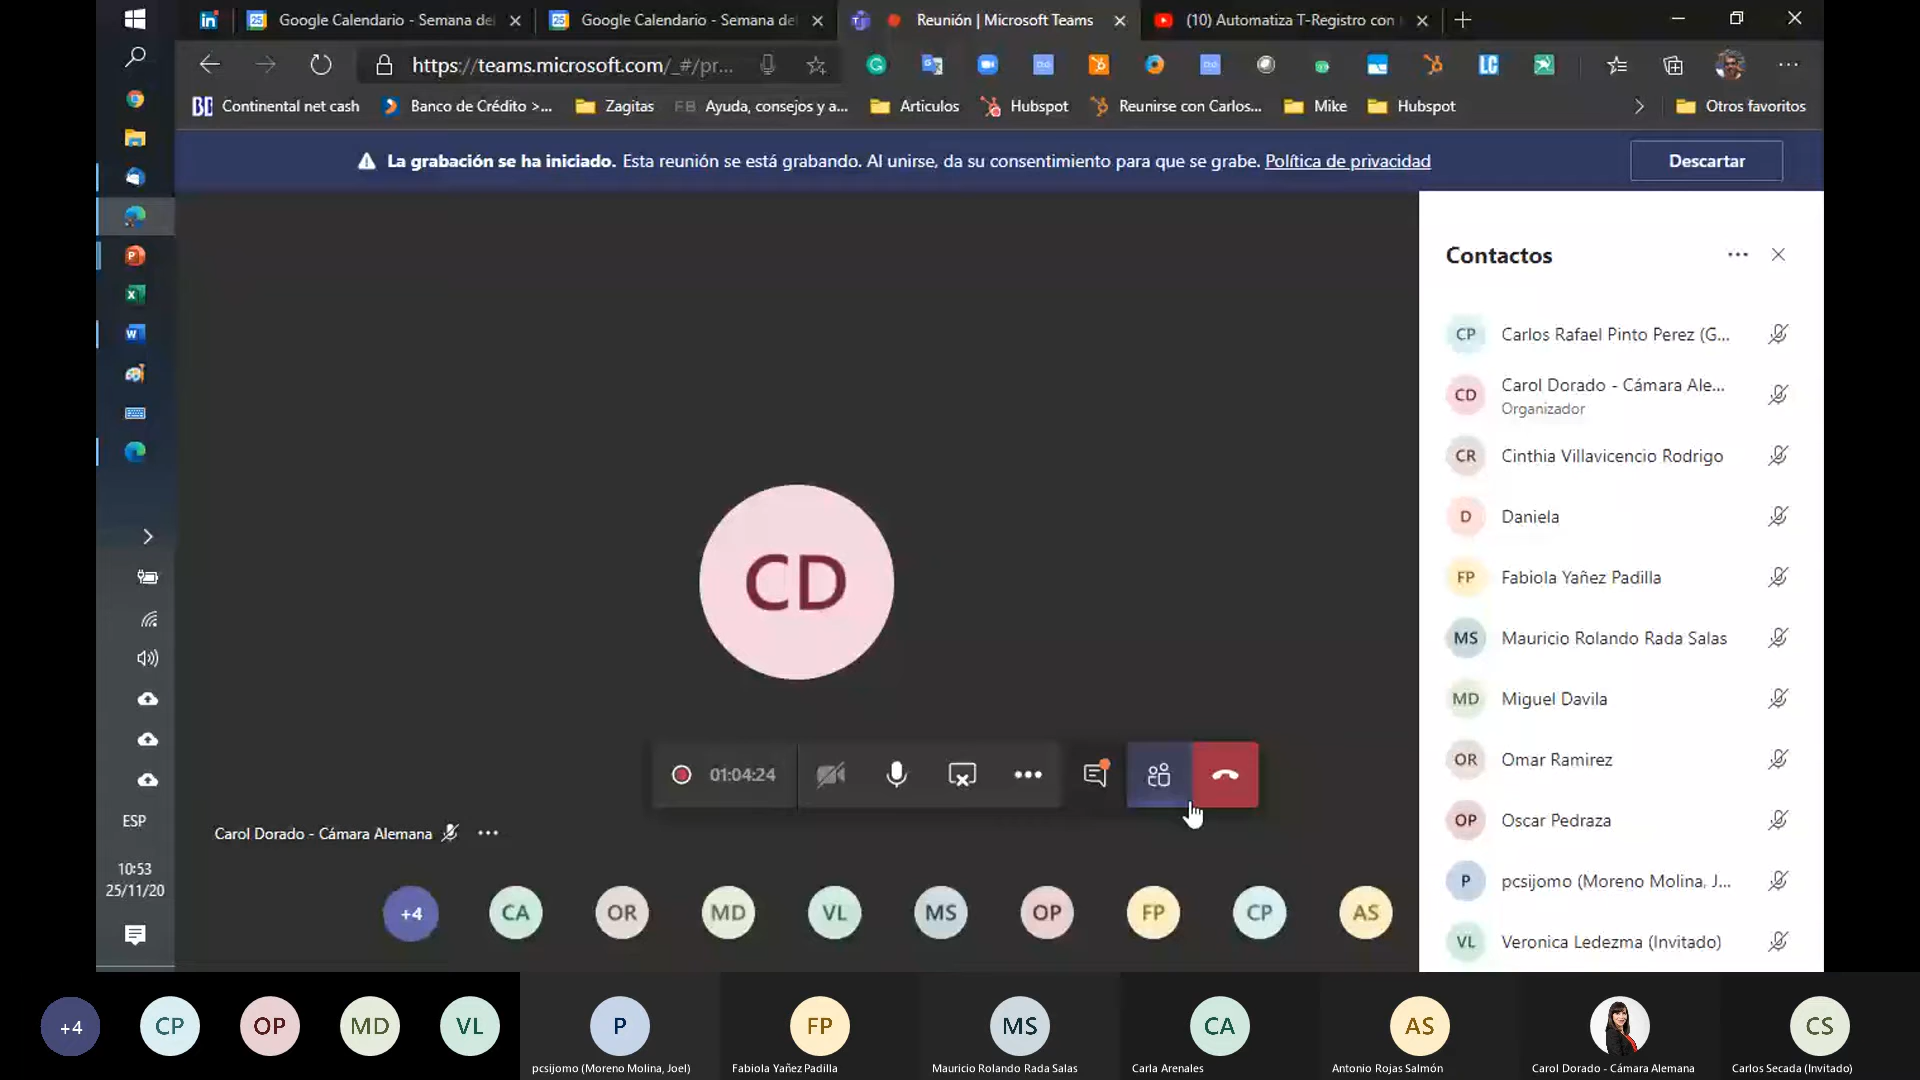 Google Calendario - Semana de
Google Calendario - Semana de
Reunión | Microsoft Teams
(10) Automatiza T-Registro con
https://teams.microsoft.com/_#/pr...
LC
Continental net cash
Banco de Crédito >...
Zagitas
FB Ayuda, consejos y a...
Articulos
Hubspot
Reunirse con Carlos...
Mike
Hubspot
Otros favoritos
La grabación se ha iniciado. Esta reunión se está grabando. Al unirse, da su consentimiento para que se grabe. Política de privacidad
Descartar
Contactos
CP Carlos Rafael Pinto Perez (G...
CD Carol Dorado - Cámara Ale...
Organizador
CR Cinthia Villavicencio Rodrigo
D Daniela
FP Fabiola Yañez Padilla
MS Mauricio Rolando Rada Salas
MD Miguel Davila
OR Omar Ramirez
OP Oscar Pedraza
P pcsijomo (Moreno Molina, J...
VL Veronica Ledezma (Invitado)
CD
01:04:24
Carol Dorado - Cámara Alemana
ESP
10:53
25/11/20
+4 CA OR MD VL MS OP FP CP AS
+4 CP OP MD VL P FP MS CA AS CS
pcsijomo (Moreno Molina, Joel)
Fabiola Yañez Padilla
Mauricio Rolando Rada Salas
Carla Arenales
Antonio Rojas Salmón
Carol Dorado - Cámara Alemana
Carlos Secada (Invitado)